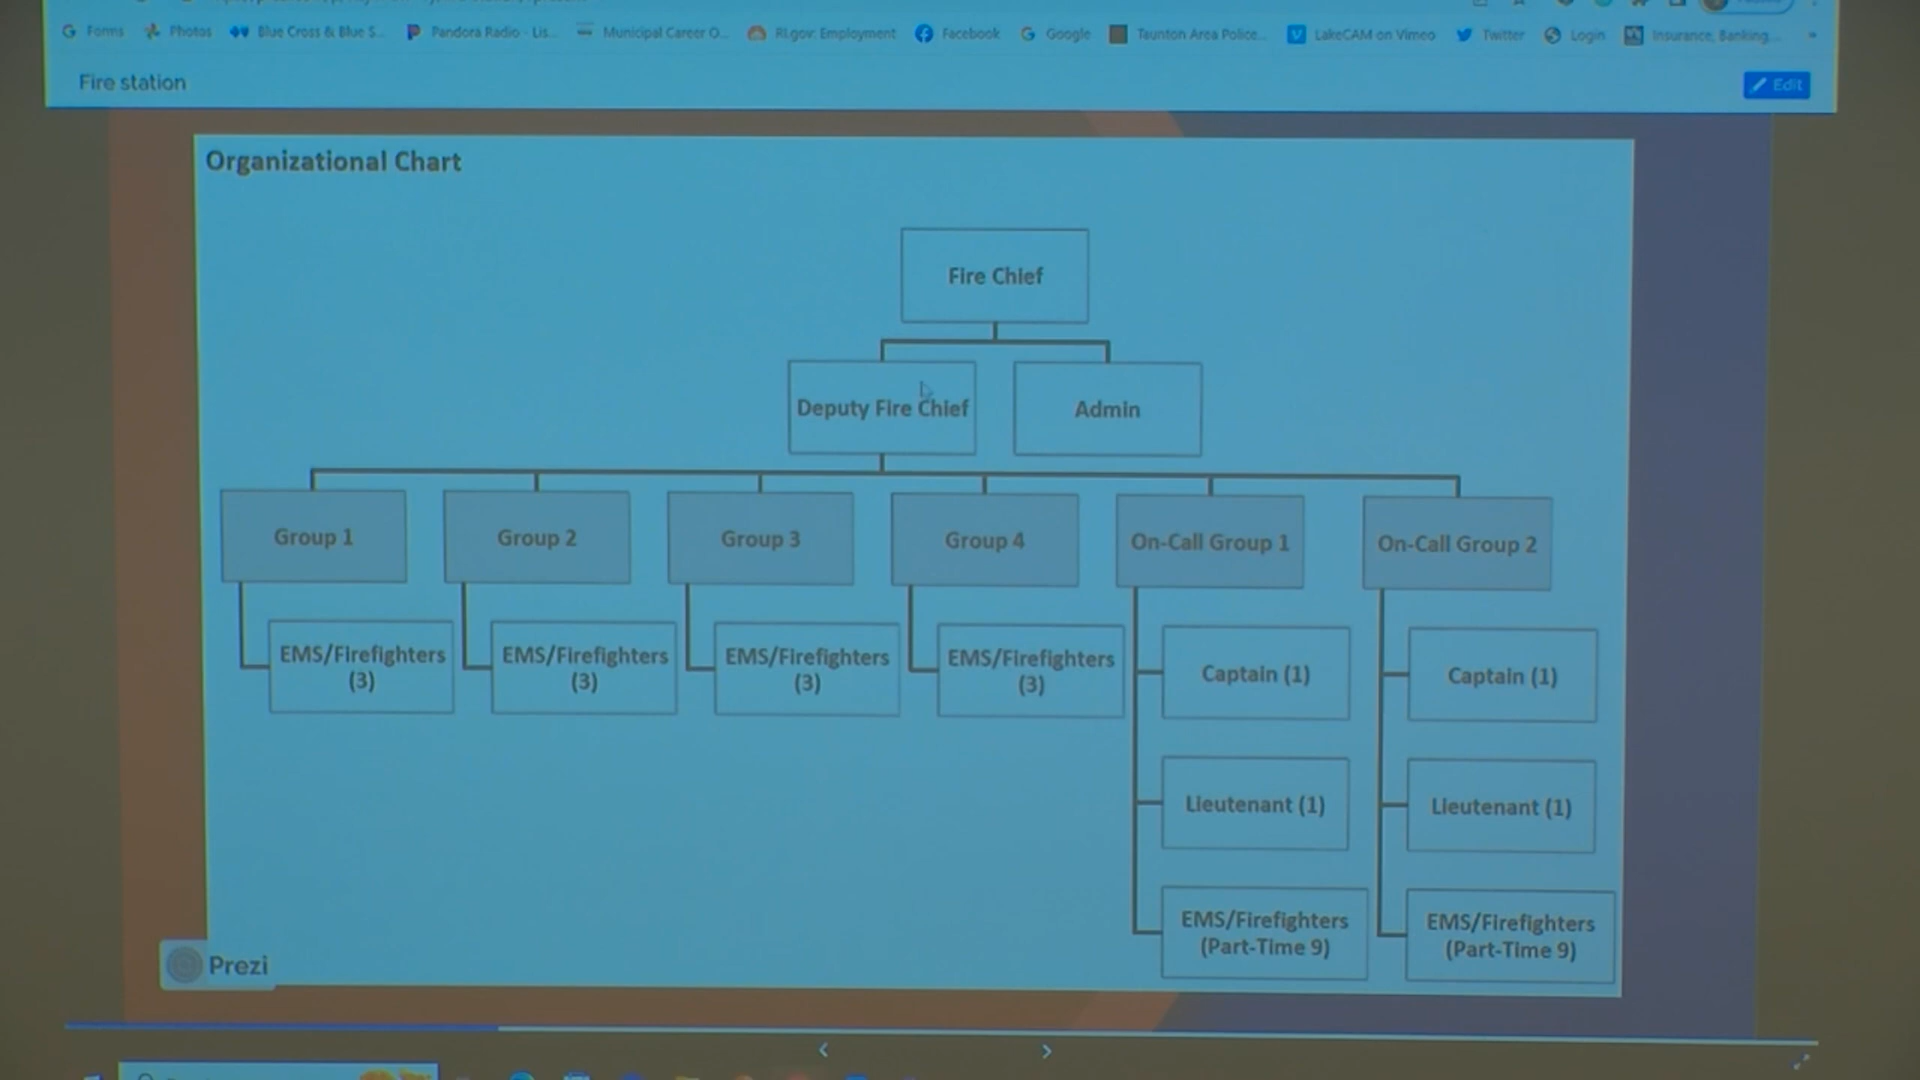 Forms Photos Blue Cross & Blue S... Pandora Radio - Lis... Municipal Career O... RI.gov: Employment Facebook Google Taunton Area Police... LakeCAM on Vimeo Twitter Login Insurance, Banking... »
Fire station
Edit
Organizational Chart
Fire Chief
Deputy Fire Chief
Admin
Group 1
Group 2
Group 3
Group 4
On-Call Group 1
On-Call Group 2
EMS/Firefighters
(3)
EMS/Firefighters
(3)
EMS/Firefighters
(3)
EMS/Firefighters
(3)
Captain (1)
Captain (1)
Lieutenant (1)
Lieutenant (1)
EMS/Firefighters
(Part-Time 9)
EMS/Firefighters
(Part-Time 9)
Prezi